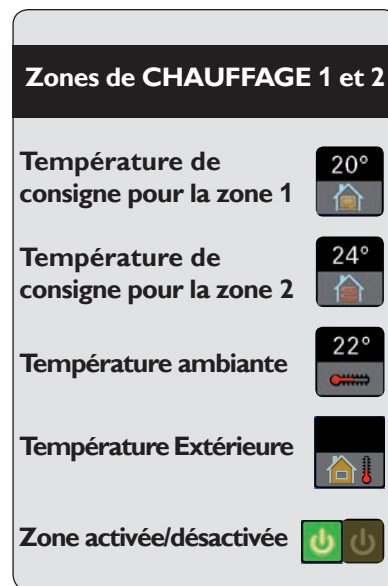 Zones de CHAUFFAGE 1 et 2
Température de
consigne pour la zone 1
20°
Température de
consigne pour la zone 2
24°
Température ambiante
22°
Température Extérieure
Zone activée/désactivée